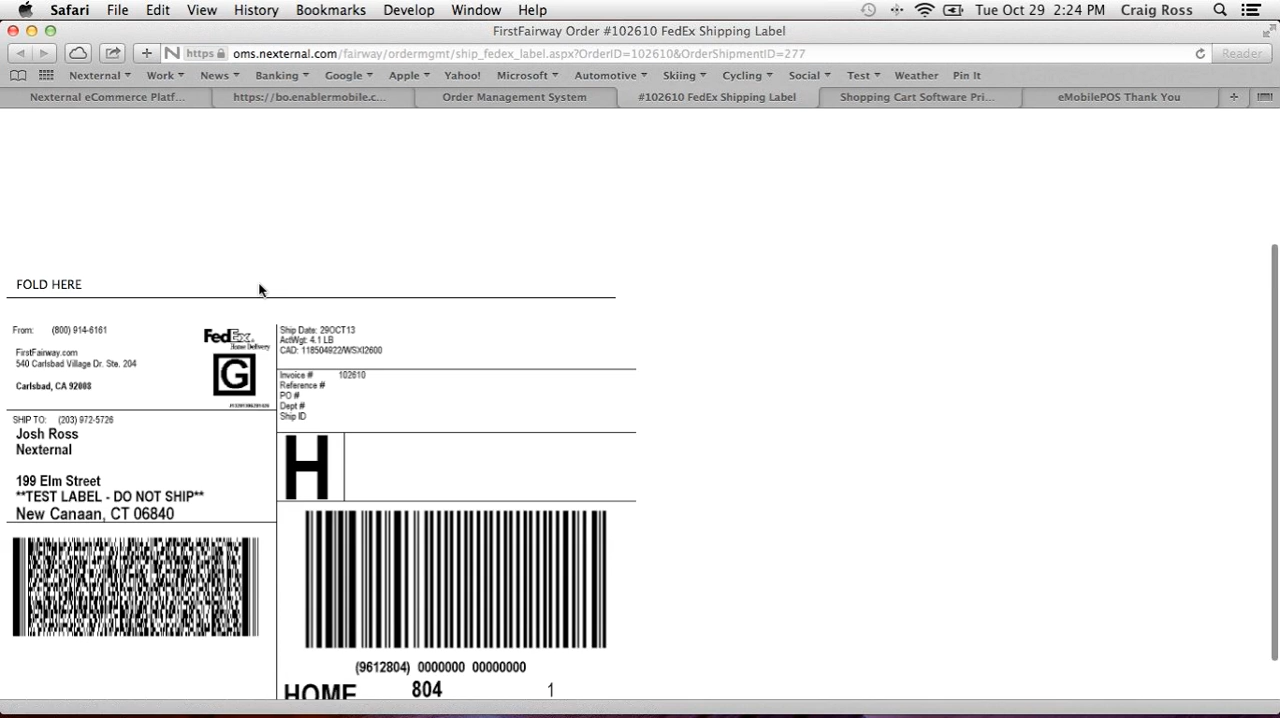 Safari File Edit View History Bookmarks Develop Window Help Tue Oct 29 2:24 PM Craig Ross
FirstFairway Order #102610 FedEx Shipping Label
https oms.nexternal.com/fairway/ordermgmt/ship_fedex_label.aspx?OrderID=102610&OrderShipmentID=277 Reader
Nexternal Work News Banking Google Apple Yahoo! Microsoft Automotive Skiing Cycling Social Test Weather Pin It
Nexternal eCommerce Platf... https://bo.enablermobile.c... Order Management System #102610 FedEx Shipping Label Shopping Cart Software Pri... eMobilePOS Thank You
FOLD HERE
From: (800) 914-6161
FirstFairway.com
540 Carlsbad Village Dr. Ste. 204
Carlsbad, CA 92008
FedEx.
Home Delivery
G
Ship Date: 29OCT13
ActWgt: 4.1 LB
CAD: 118504922/WSXI2600
Invoice # 102610
Reference #
PO #
Dept #
Ship ID
SHIP TO: (203) 972-5726
Josh Ross
Nexternal
199 Elm Street
**TEST LABEL - DO NOT SHIP**
New Canaan, CT 06840
H
(9612804) 0000000 00000000
HOME 804 1